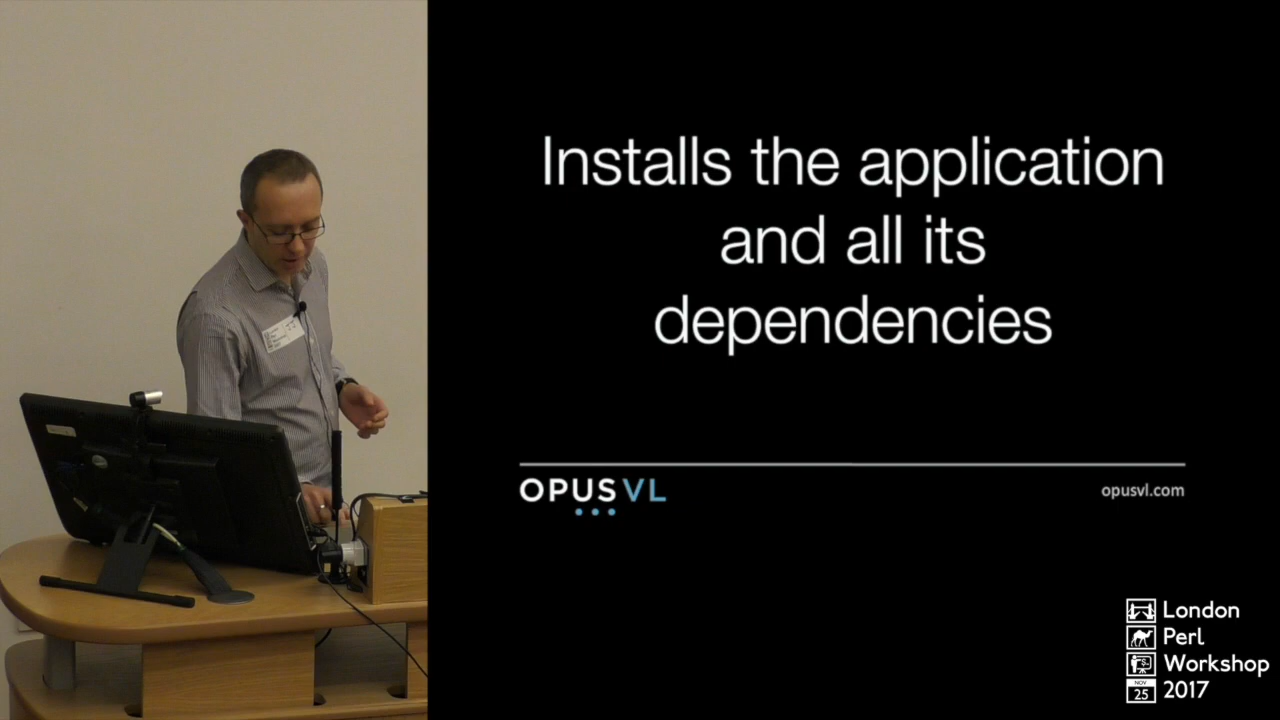 Installs the application
and all its
dependencies
OPUSVL
opusvl.com
London
Perl
Workshop
NOV
25
2017